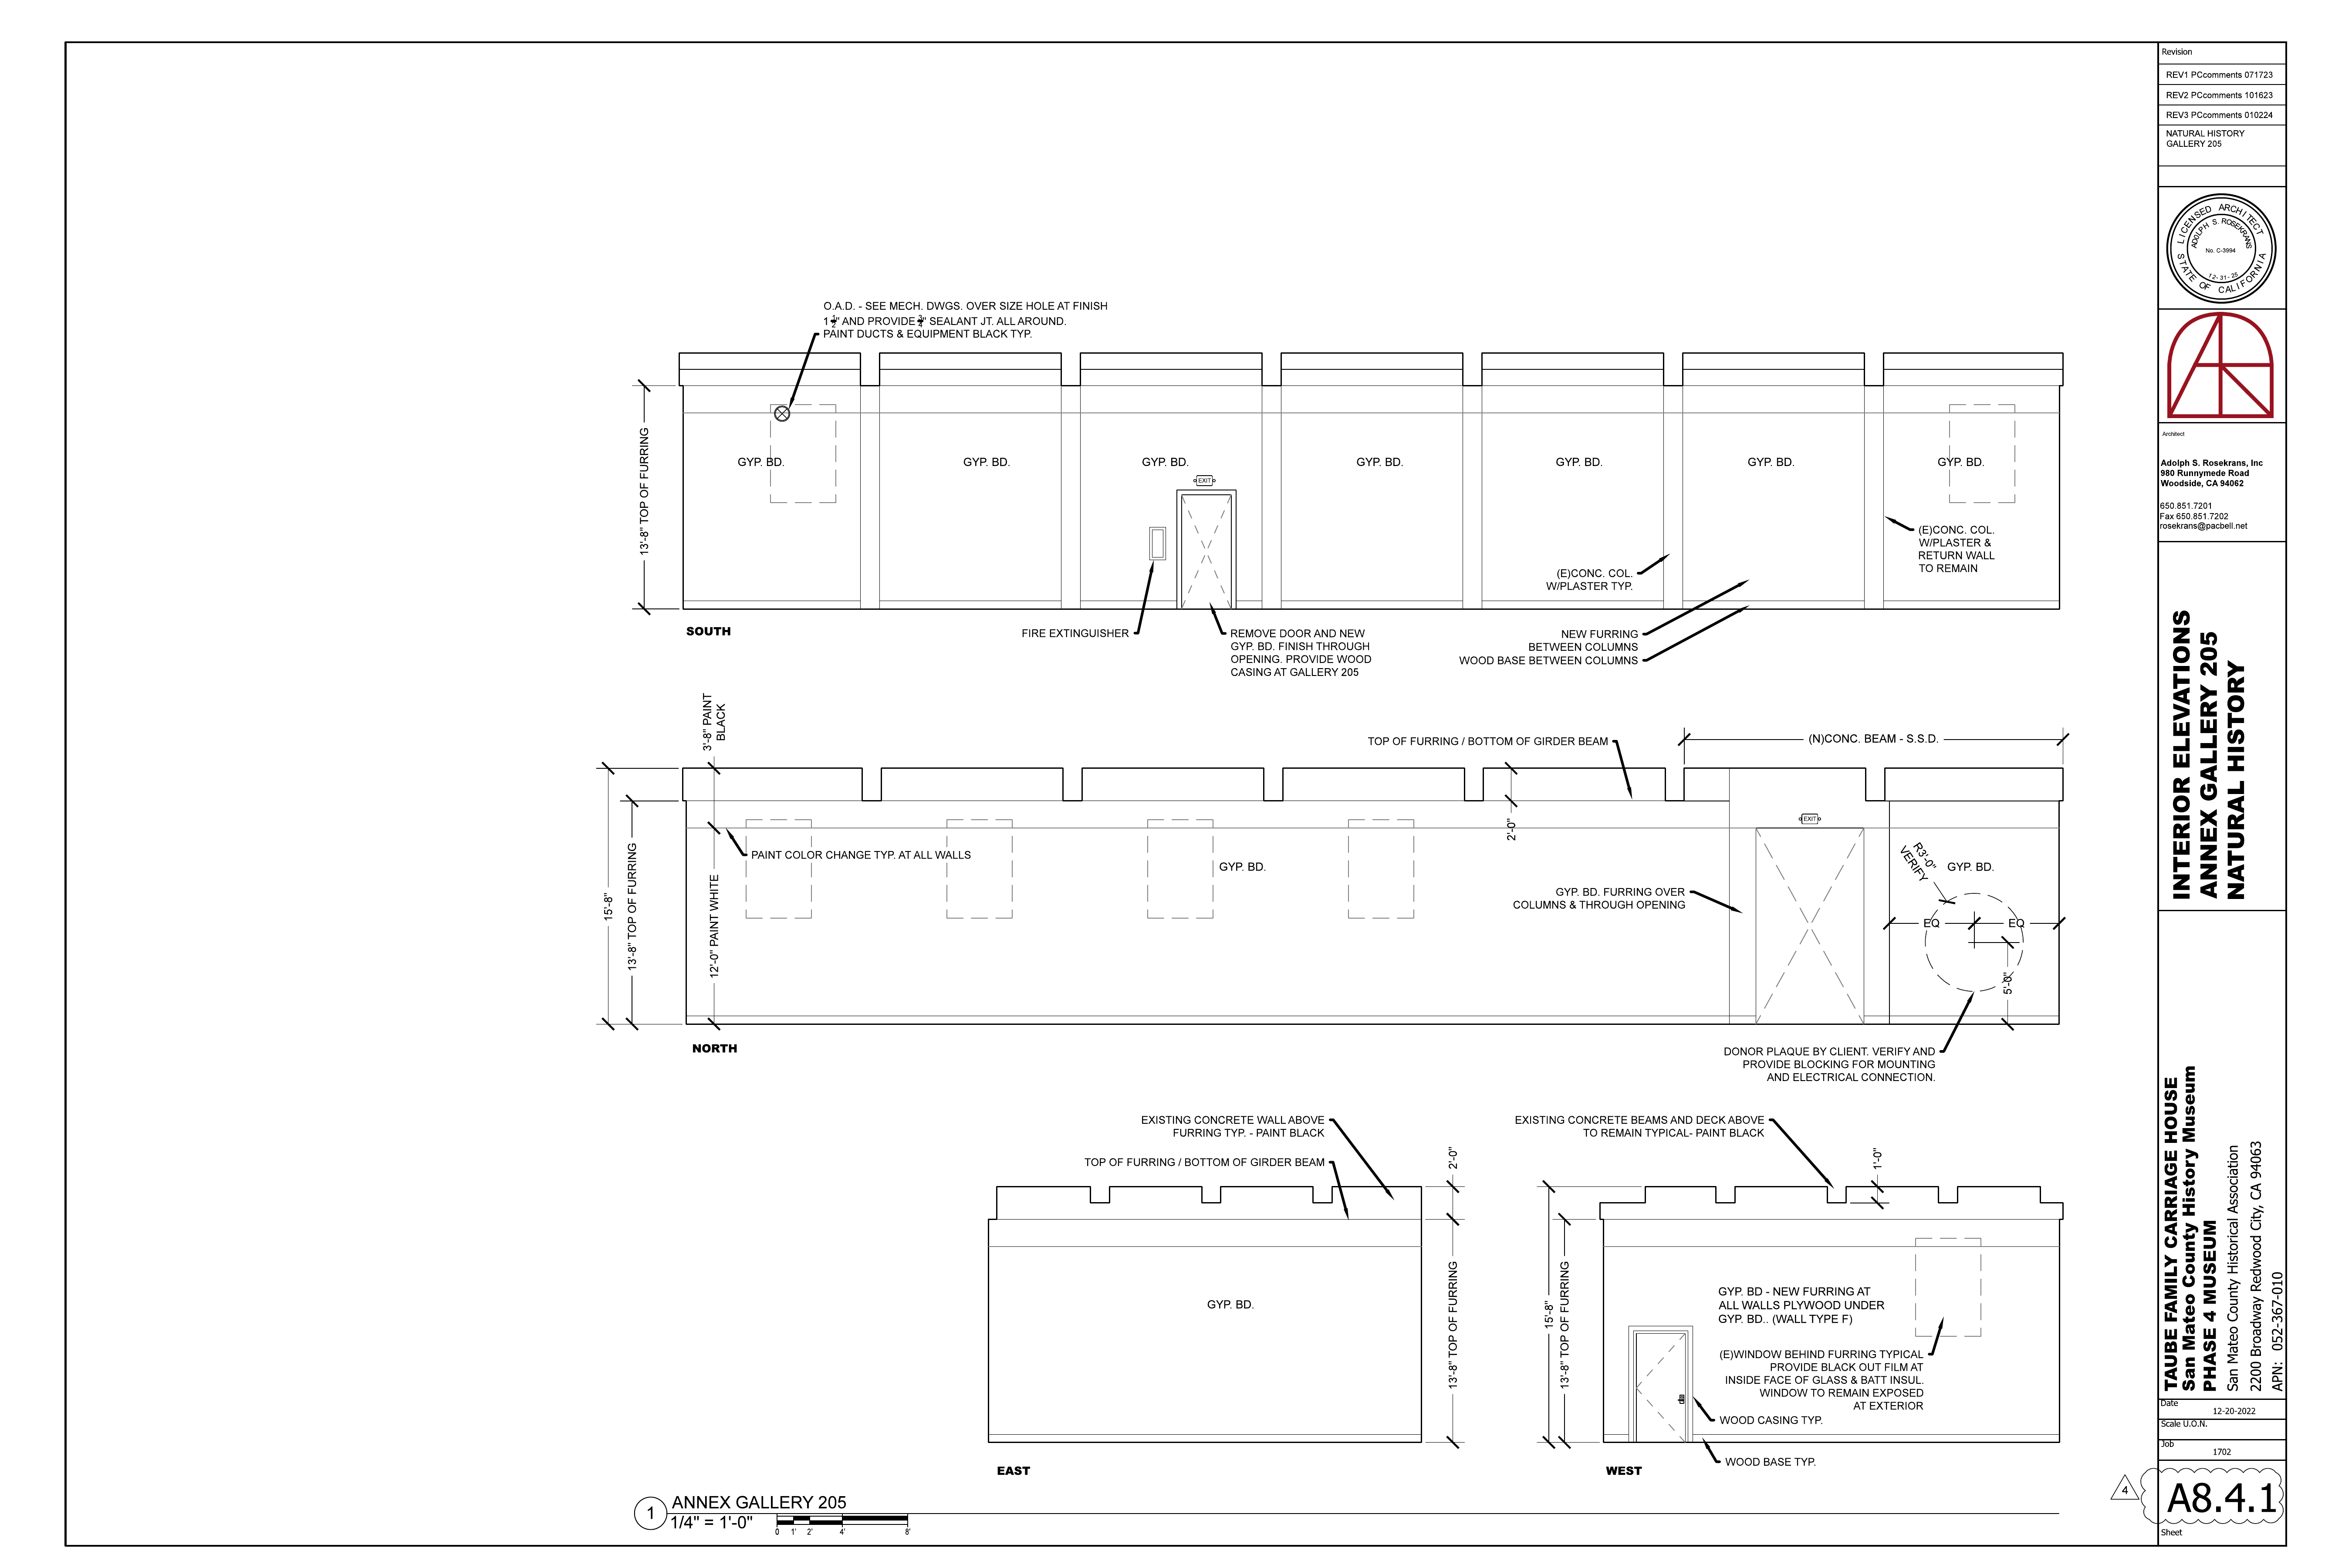 O.A.D. - SEE MECH. DWGS. OVER SIZE HOLE AT FINISH
1 1/2" AND PROVIDE 3/4" SEALANT JT. ALL AROUND.
PAINT DUCTS & EQUIPMENT BLACK TYP.
13'-8" TOP OF FURRING
GYP. BD.
GYP. BD.
GYP. BD.
GYP. BD.
GYP. BD.
GYP. BD.
GYP. BD.
EXIT
(E)CONC. COL.
W/PLASTER &
RETURN WALL
TO REMAIN
(E)CONC. COL.
W/PLASTER TYP.
SOUTH
FIRE EXTINGUISHER
REMOVE DOOR AND NEW
GYP. BD. FINISH THROUGH
OPENING. PROVIDE WOOD
CASING AT GALLERY 205
NEW FURRING
BETWEEN COLUMNS
WOOD BASE BETWEEN COLUMNS
3'-8" PAINT
BLACK
TOP OF FURRING / BOTTOM OF GIRDER BEAM
(N)CONC. BEAM - S.S.D.
15'-8"
13'-8" TOP OF FURRING
12'-0" PAINT WHITE
PAINT COLOR CHANGE TYP. AT ALL WALLS
GYP. BD.
2'-0"
EXIT
GYP. BD. FURRING OVER
COLUMNS & THROUGH OPENING
R3'-0"
VERIFY
GYP. BD.
EQ
EQ
5'-0"
NORTH
DONOR PLAQUE BY CLIENT. VERIFY AND
PROVIDE BLOCKING FOR MOUNTING
AND ELECTRICAL CONNECTION.
EXISTING CONCRETE WALL ABOVE
FURRING TYP. - PAINT BLACK
TOP OF FURRING / BOTTOM OF GIRDER BEAM
2'-0"
13'-8" TOP OF FURRING
GYP. BD.
EAST
EXISTING CONCRETE BEAMS AND DECK ABOVE
TO REMAIN TYPICAL- PAINT BLACK
1'-0"
15'-8"
13'-8" TOP OF FURRING
GYP. BD - NEW FURRING AT
ALL WALLS PLYWOOD UNDER
GYP. BD.. (WALL TYPE F)
(E)WINDOW BEHIND FURRING TYPICAL
PROVIDE BLACK OUT FILM AT
INSIDE FACE OF GLASS & BATT INSUL.
WINDOW TO REMAIN EXPOSED
AT EXTERIOR
WOOD CASING TYP.
WOOD BASE TYP.
WEST
1
ANNEX GALLERY 205
1/4" = 1'-0"
0 1' 2' 4' 8'
Revision
REV1 PCcomments 071723
REV2 PCcomments 101623
REV3 PCcomments 010224
NATURAL HISTORY
GALLERY 205
LICENSED ARCHITECT
ADOLPH S. ROSEKRANS
No. C-3994
12-31-25
STATE OF CALIFORNIA
Architect
Adolph S. Rosekrans, Inc
980 Runnymede Road
Woodside, CA 94062
650.851.7201
Fax 650.851.7202
rosekrans@pacbell.net
INTERIOR ELEVATIONS
ANNEX GALLERY 205
NATURAL HISTORY
TAUBE FAMILY CARRIAGE HOUSE
San Mateo County History Museum
PHASE 4 MUSEUM
San Mateo County Historical Association
2200 Broadway Redwood City, CA 94063
APN: 052-367-010
Date
12-20-2022
Scale U.O.N.
Job
1702
4
A8.4.1
Sheet